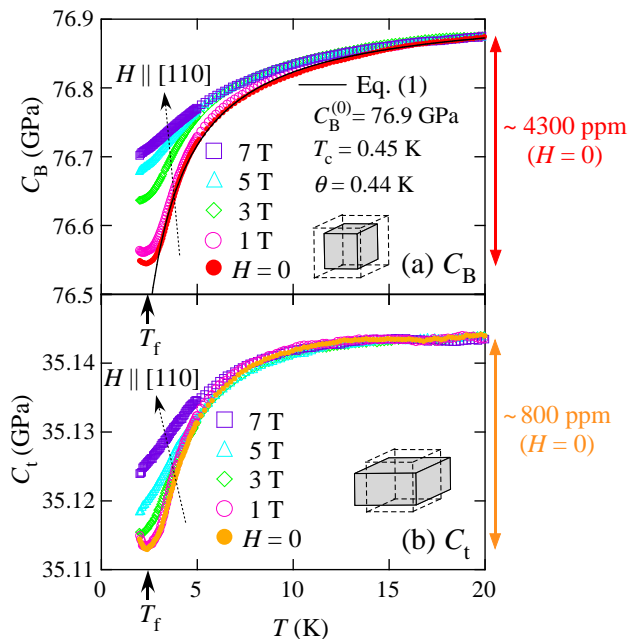 76.9
76.8
76.7
76.6
76.5
C_B (GPa)
H || [110]
Eq. (1)
C_B^(0) = 76.9 GPa
T_c = 0.45 K
θ = 0.44 K
7 T
5 T
3 T
1 T
H = 0
(a) C_B
~ 4300 ppm
(H = 0)
T_f
35.14
35.13
35.12
35.11
C_t (GPa)
H || [110]
7 T
5 T
3 T
1 T
H = 0
(b) C_t
~ 800 ppm
(H = 0)
0
5
10
15
20
T_f
T (K)